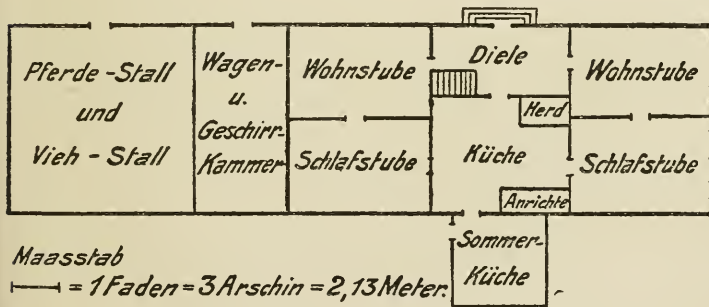 Pferde-Stall
und
Vieh-Stall
Wagen-
u.
Geschirr-
Kammer
Wohnstube
Schlafstube
Diele
Herd
Küche
Anrichte
Wohnstube
Schlafstube
Sommer-
Küche
Maasstab
= 1 Faden = 3 Arschin = 2,13 Meter.